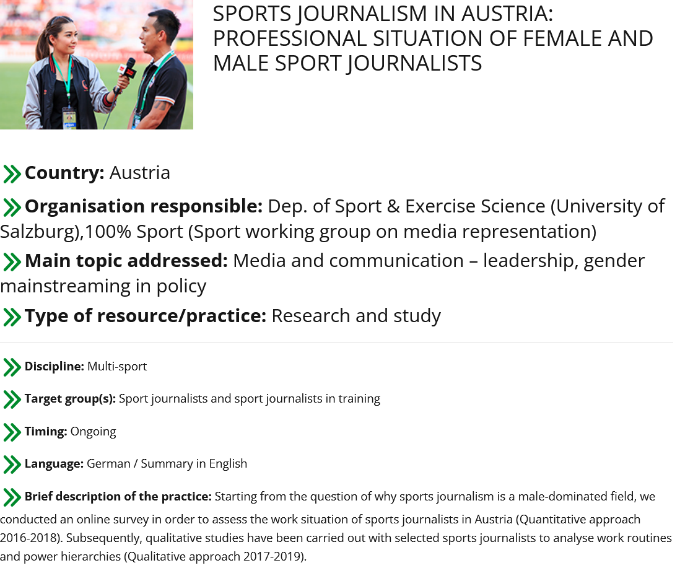 SPORTS JOURNALISM IN AUSTRIA:
PROFESSIONAL SITUATION OF FEMALE AND
MALE SPORT JOURNALISTS
Country: Austria
Organisation responsible: Dep. of Sport & Exercise Science (University of
Salzburg),100% Sport (Sport working group on media representation)
Main topic addressed: Media and communication – leadership, gender
mainstreaming in policy
Type of resource/practice: Research and study
Discipline: Multi-sport
Target group(s): Sport journalists and sport journalists in training
Timing: Ongoing
Language: German / Summary in English
Brief description of the practice: Starting from the question of why sports journalism is a male-dominated field, we
conducted an online survey in order to assess the work situation of sports journalists in Austria (Quantitative approach
2016-2018). Subsequently, qualitative studies have been carried out with selected sports journalists to analyse work routines
and power hierarchies (Qualitative approach 2017-2019).